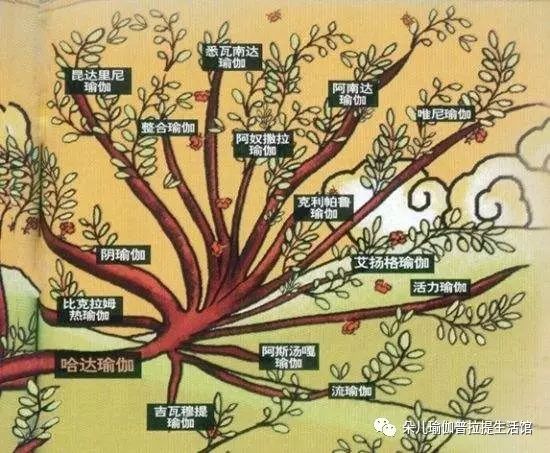 悉瓦南达
瑜伽
昆达里尼
瑜伽
阿南达
瑜伽
唯尼瑜伽
整合瑜伽
阿奴撒拉
瑜伽
克利帕鲁
瑜伽
阴瑜伽
艾扬格瑜伽
活力瑜伽
比克拉姆
热瑜伽
哈达瑜伽
阿斯汤嘎
瑜伽
流瑜伽
吉瓦穆提
瑜伽
朵儿瑜伽普拉提生活馆